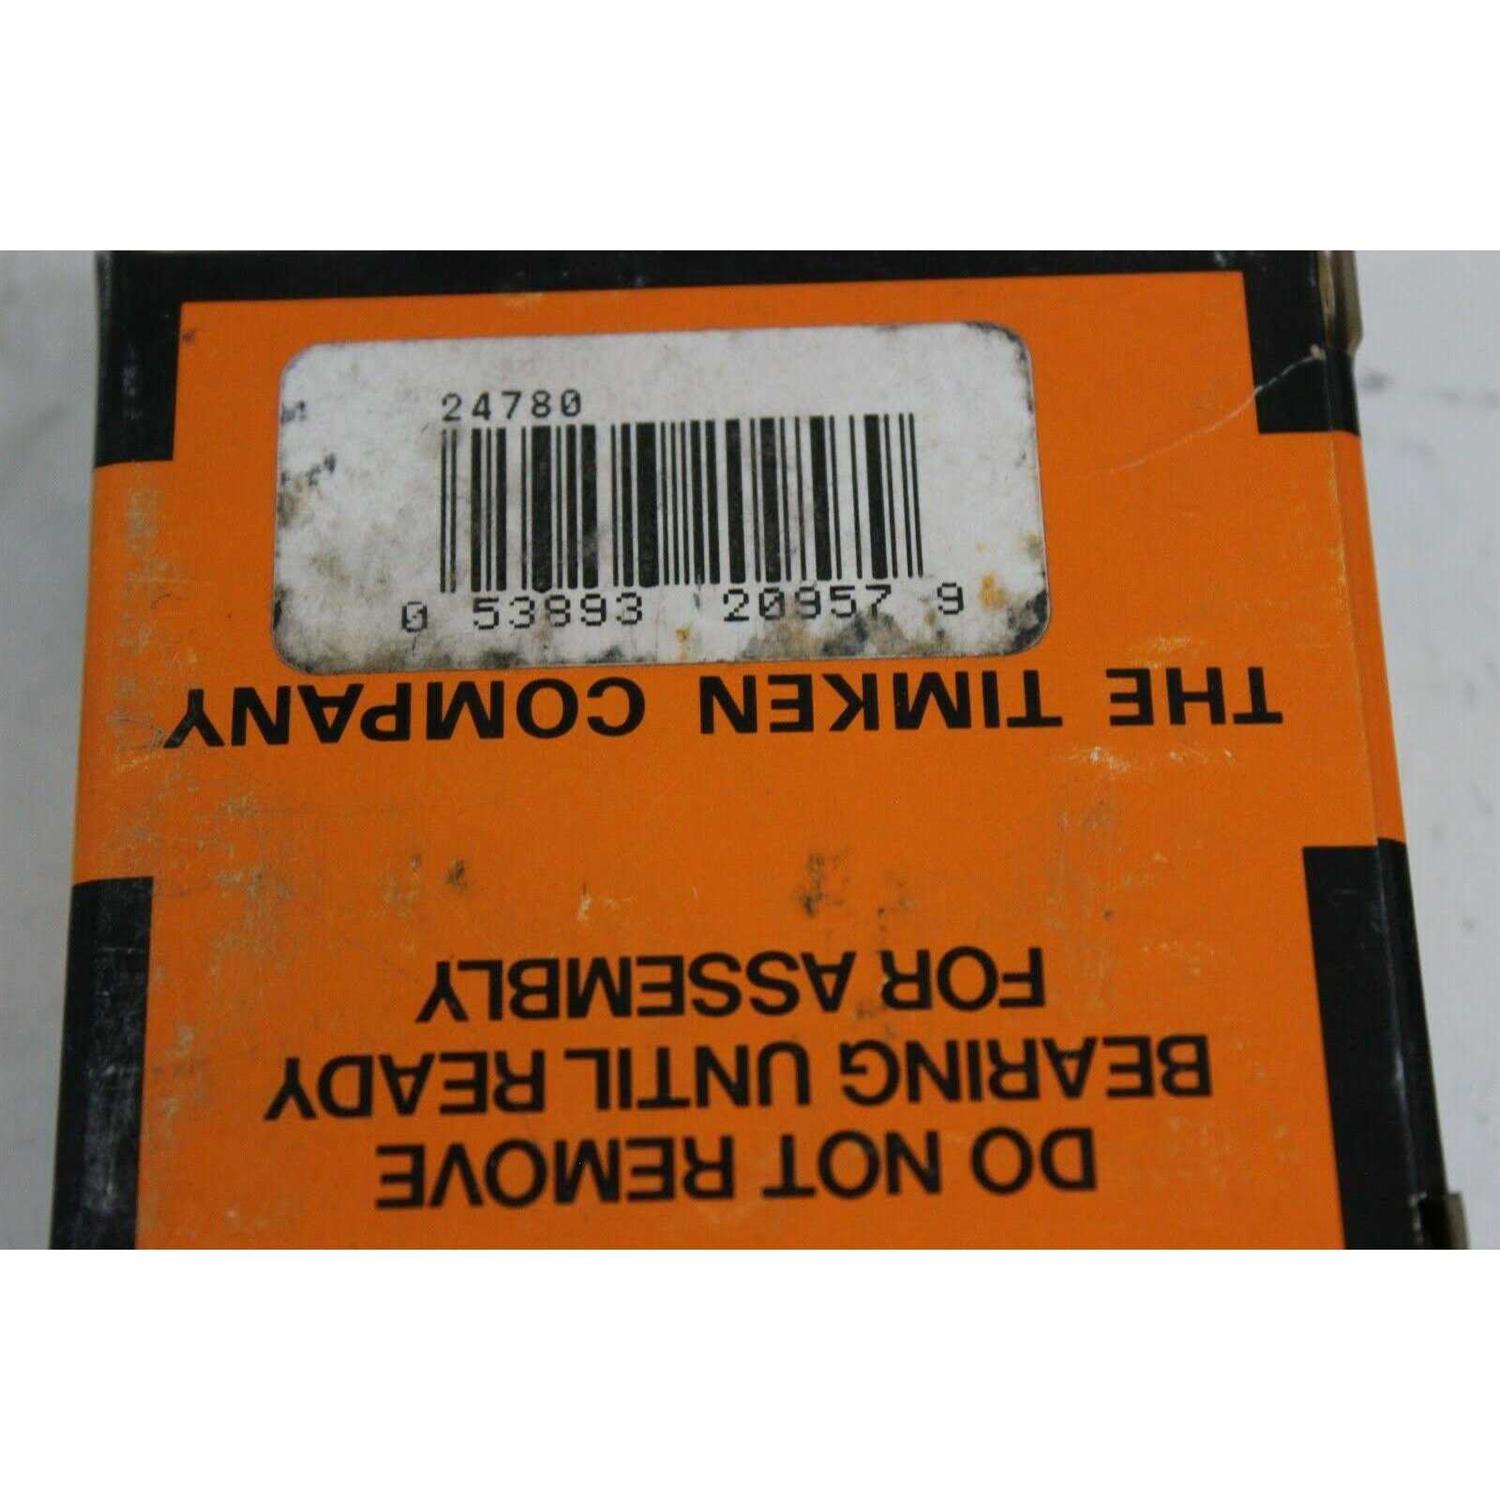 24780
0 53893 20957 9
THE TIMKEN COMPANY
DO NOT REMOVE
BEARING UNTIL READY
FOR ASSEMBLY